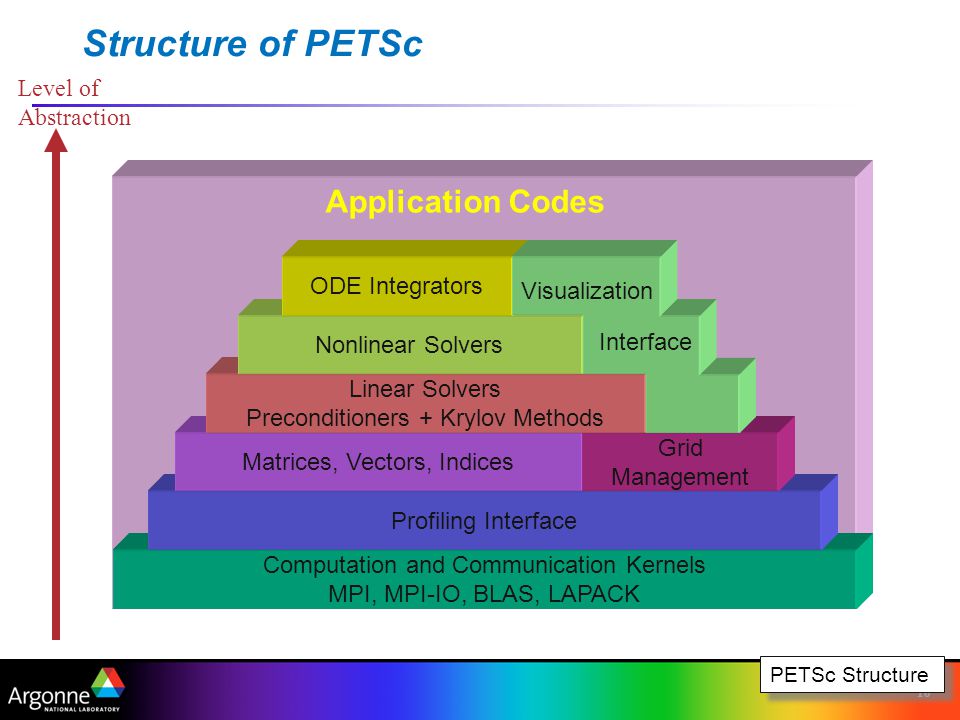 Structure of PETSc
Level of
Abstraction
Application Codes
ODE Integrators
Visualization
Nonlinear Solvers
Interface
Linear Solvers
Preconditioners + Krylov Methods
Matrices, Vectors, Indices
Grid
Management
Profiling Interface
Computation and Communication Kernels
MPI, MPI-IO, BLAS, LAPACK
PETSc Structure
Argonne
NATIONAL LABORATORY